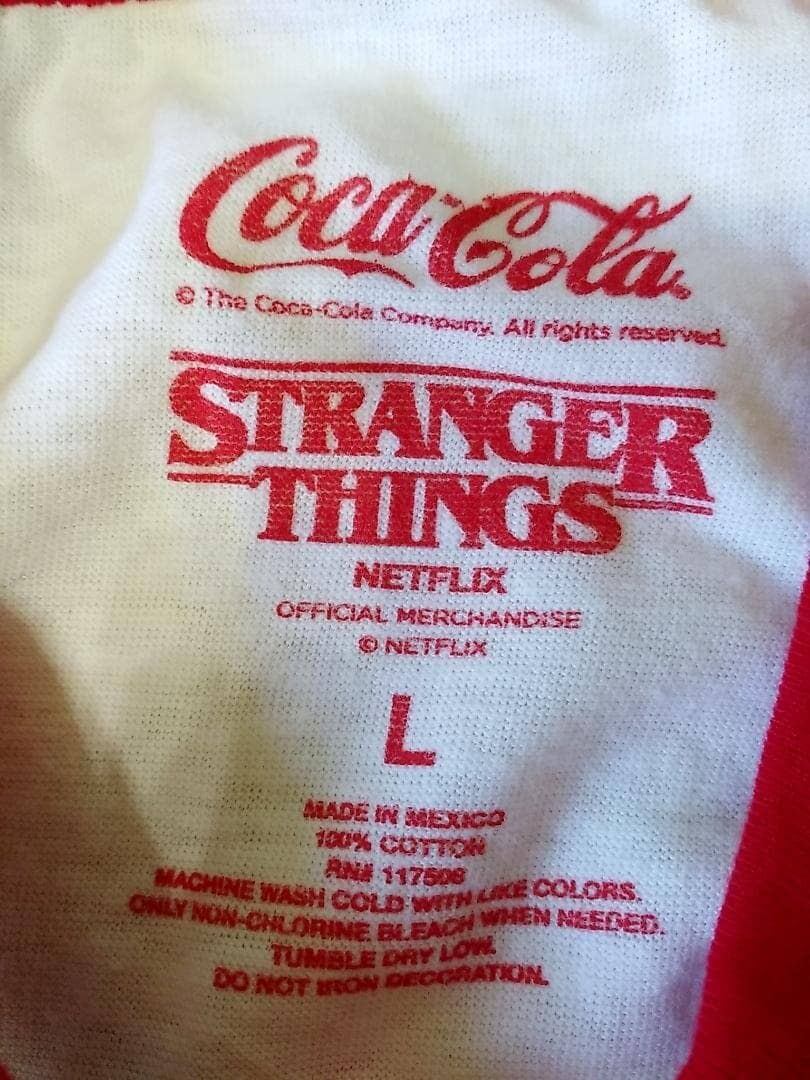 Coca-Cola
© The Coca-Cola Company. All rights reserved.
STRANGER
THINGS
NETFLIX
OFFICIAL MERCHANDISE
© NETFLIX
L
MADE IN MEXICO
100% COTTON
RN#
MACHINE WASH COLD WITH LIKE COLORS.
ONLY NON-CHLORINE BLEACH WHEN NEEDED.
TUMBLE DRY LOW.
DO NOT IRON DECORATION.